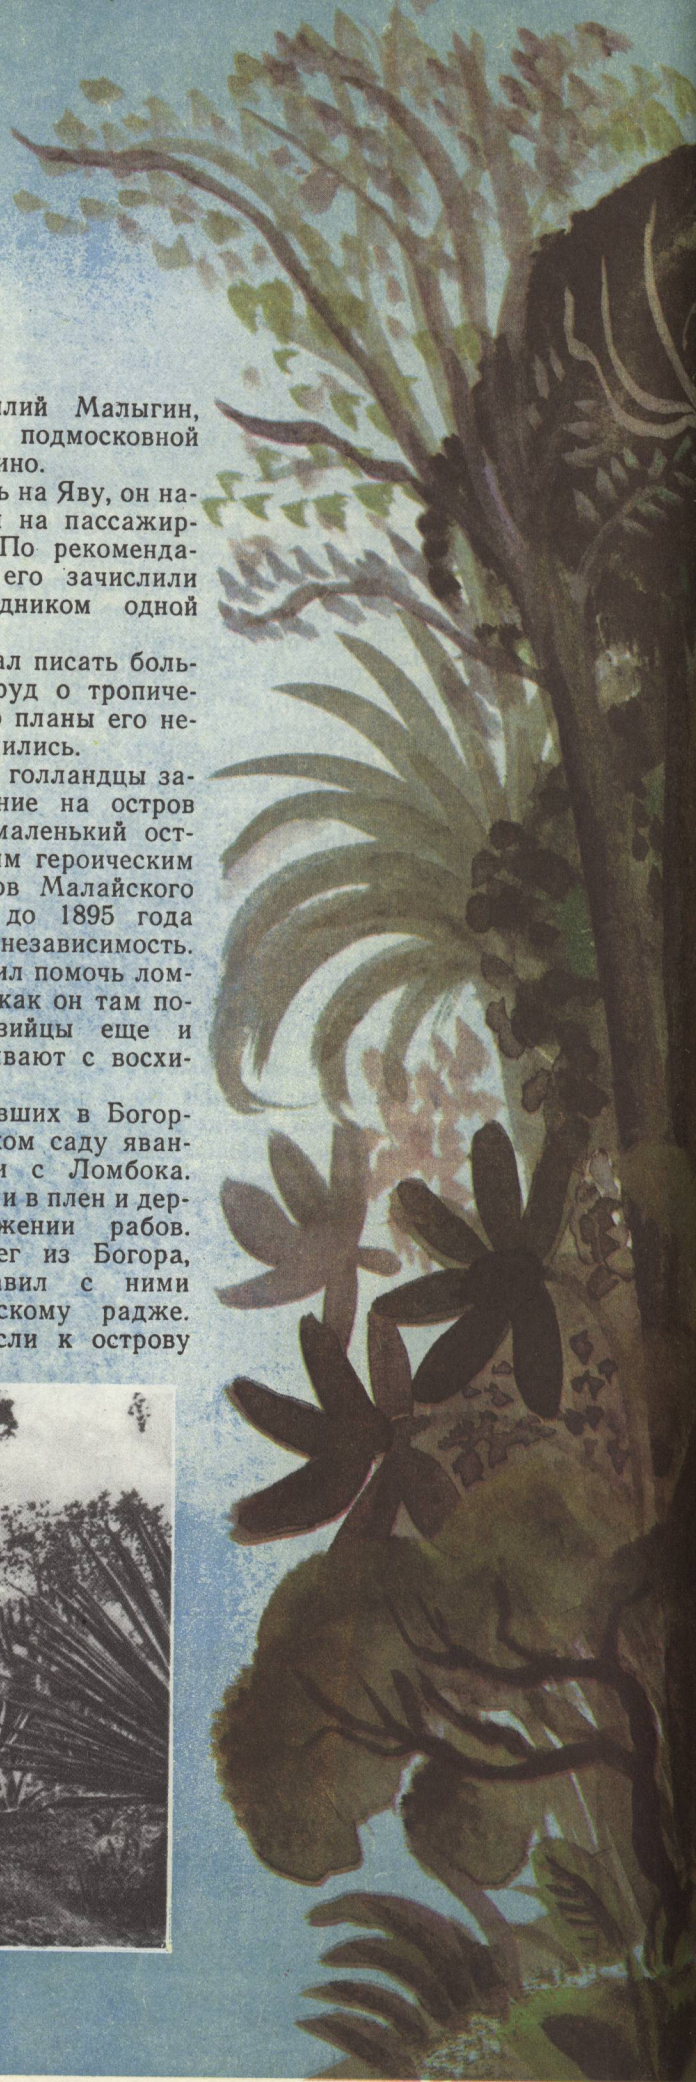 лий Малыгин,
подмосковной
ино.
ь на Яву, он на-
на пассажир-
По рекоменда-
его зачислили
дником одной
ал писать боль-
руд о тропиче-
планы его не-
ились.
голландцы за-
ние на остров
маленький ост-
им героическим
ов Малайского
до 1895 года
независимость.
ил помочь лом-
как он там по-
зийцы еще и
вают с восхи-
вших в Богор-
ком саду яван-
и с Ломбока.
и в плен и дер-
жении рабов.
ег из Богора,
авил с ними
скому радже.
сли к острову